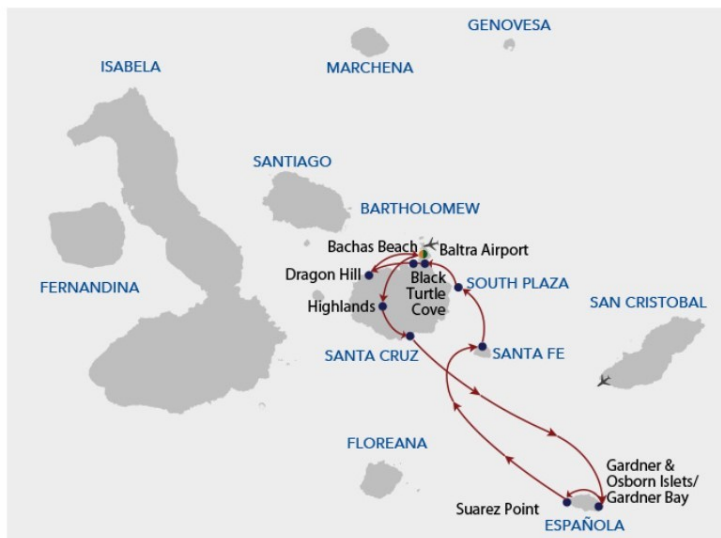 GENOVESA
MARCHENA
ISABELA
SANTIAGO
BARTHOLOMEW
Bachas Beach
Baltra Airport
Dragon Hill
Black
Turtle
Cove
SOUTH PLAZA
FERNANDINA
Highlands
SAN CRISTOBAL
SANTA CRUZ
SANTA FE
FLOREANA
Gardner &
Osborn Islets/
Gardner Bay
Suarez Point
ESPAÑOLA